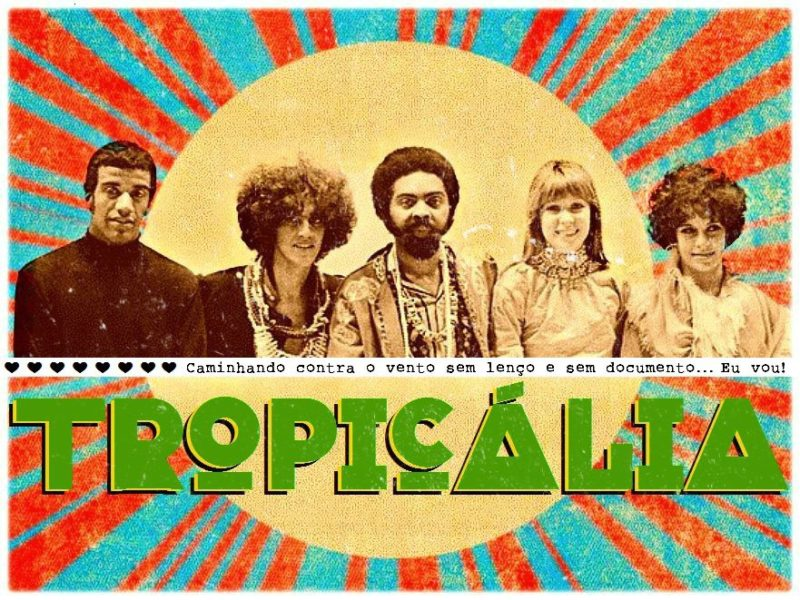 Caminhando contra o vento sem lenço e sem documento... Eu vou!
TROPICÁLIA